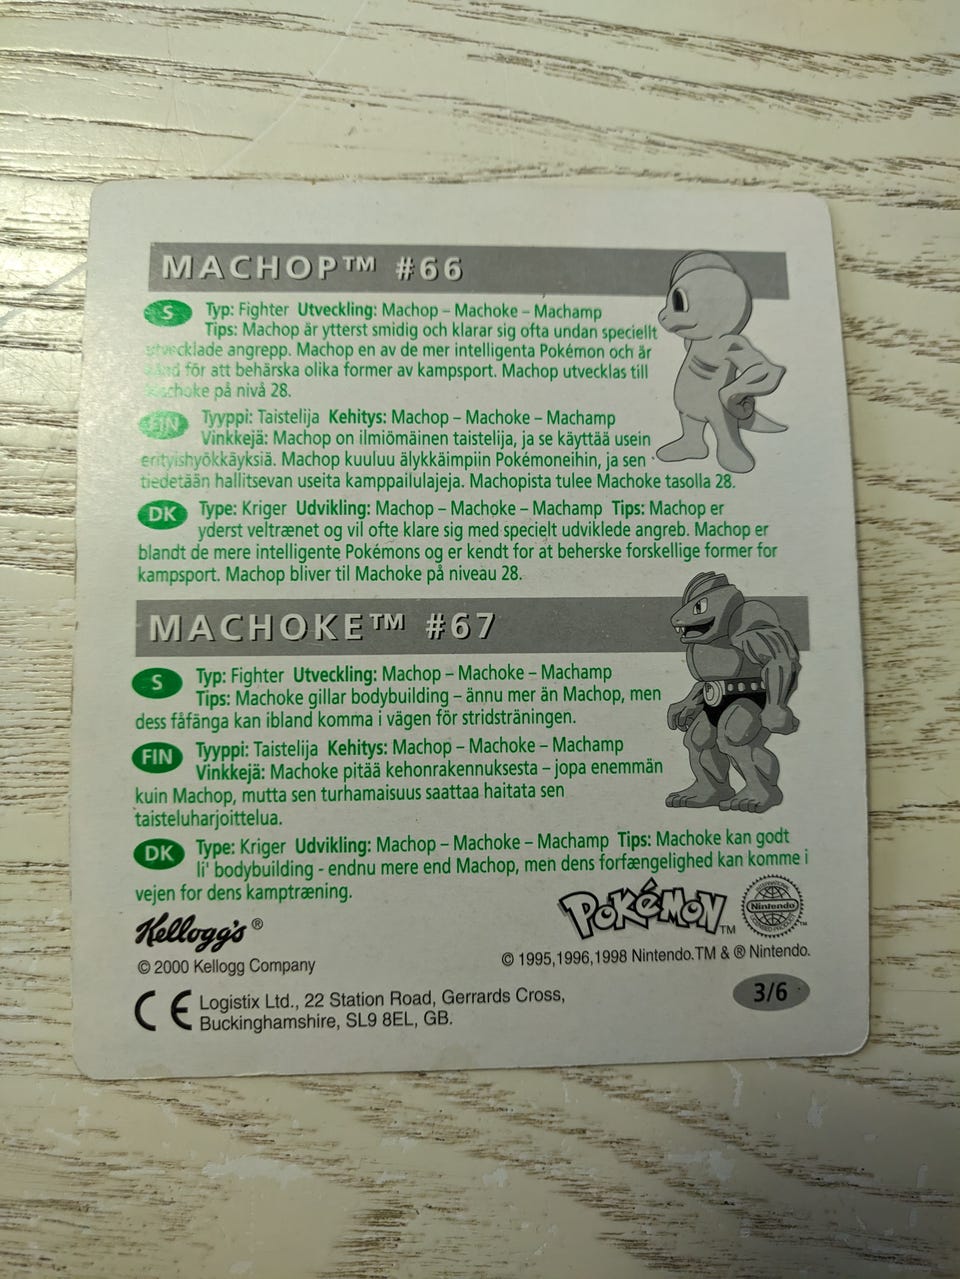 MACHOP™ #66
S Typ: Fighter Utveckling: Machop – Machoke – Machamp
Tips: Machop är ytterst smidig och klarar sig ofta undan speciellt
utvecklade angrepp. Machop en av de mer intelligenta Pokémon och är
känd för att behärska olika former av kampsport. Machop utvecklas till
Machoke på nivå 28.
FIN Tyyppi: Taistelija Kehitys: Machop – Machoke – Machamp
Vinkkejä: Machop on ilmiömäinen taistelija, ja se käyttää usein
erityishyökkäyksiä. Machop kuuluu älykkäimpiin Pokémoneihin, ja sen
tiedetään hallitsevan useita kamppailulajeja. Machopista tulee Machoke tasolla 28.
DK Type: Kriger Udvikling: Machop – Machoke – Machamp Tips: Machop er
yderst veltrænet og vil ofte klare sig med specielt udviklede angreb. Machop er
blandt de mere intelligente Pokémons og er kendt for at beherske forskellige former for
kampsport. Machop bliver til Machoke på niveau 28.
MACHOKE™ #67
S Typ: Fighter Utveckling: Machop – Machoke – Machamp
Tips: Machoke gillar bodybuilding – ännu mer än Machop, men
dess fåfänga kan ibland komma i vägen för stridsträningen.
FIN Tyyppi: Taistelija Kehitys: Machop – Machoke – Machamp
Vinkkejä: Machoke pitää kehonrakennuksesta – jopa enemmän
kuin Machop, mutta sen turhamaisuus saattaa haitata sen
taisteluharjoittelua.
DK Type: Kriger Udvikling: Machop – Machoke – Machamp Tips: Machoke kan godt
li' bodybuilding - endnu mere end Machop, men dens forfængelighed kan komme i
vejen for dens kamptræning.
Kellogg's®
© 2000 Kellogg Company
POKéMON™
Nintendo
™
© 1995,1996,1998 Nintendo.TM & ® Nintendo.
CE Logistix Ltd., 22 Station Road, Gerrards Cross,
Buckinghamshire, SL9 8EL, GB.
3/6